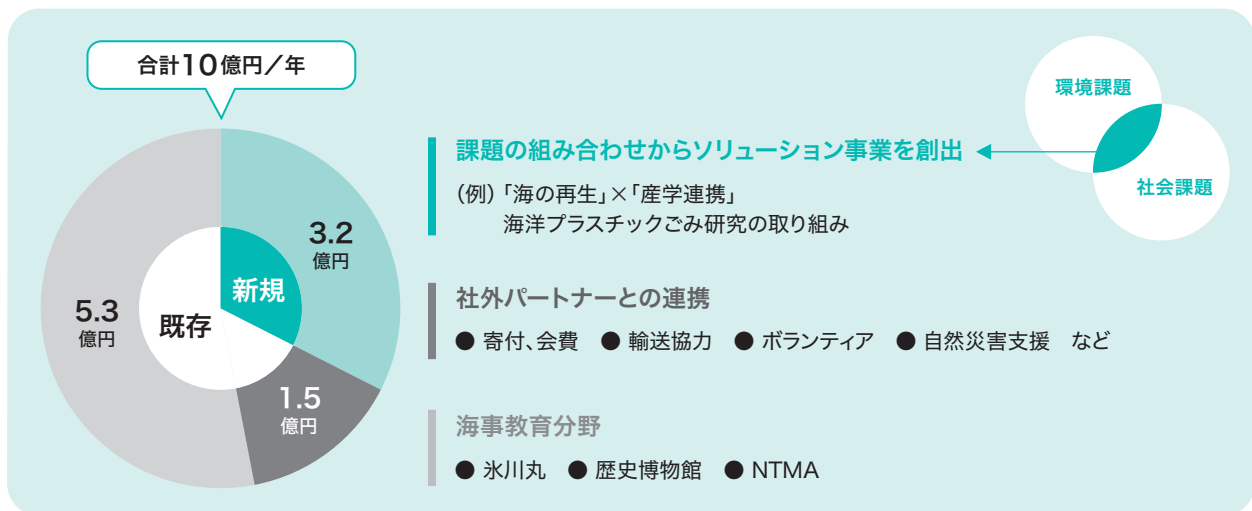 合計10億円／年
3.2
億円
新規
5.3
億円
既存
1.5
億円
課題の組み合わせからソリューション事業を創出
（例）「海の再生」×「産学連携」
海洋プラスチックごみ研究の取り組み
環境課題
社会課題
社外パートナーとの連携
● 寄付、会費 ● 輸送協力 ● ボランティア ● 自然災害支援 など
海事教育分野
● 氷川丸 ● 歴史博物館 ● NTMA